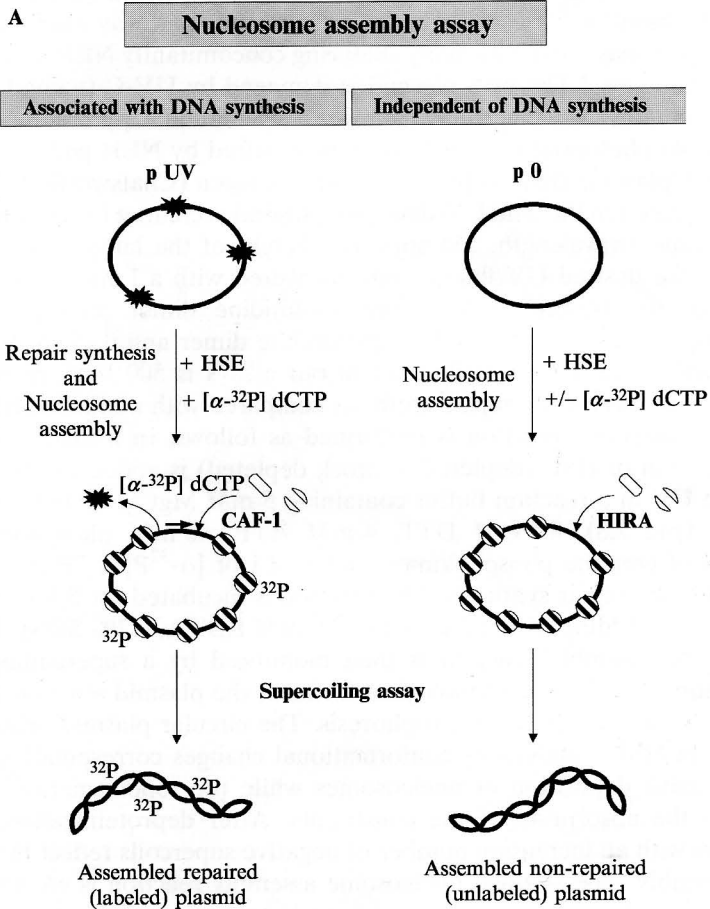 A
Nucleosome assembly assay
Associated with DNA synthesis
Independent of DNA synthesis
p UV
p 0
Repair synthesis
and
Nucleosome
assembly
+ HSE
+ [α-³²P] dCTP
Nucleosome
assembly
+ HSE
+/− [α-³²P] dCTP
[α-³²P] dCTP
CAF-1
³²P
³²P
HIRA
Supercoiling assay
³²P
³²P
³²P
Assembled repaired
(labeled) plasmid
Assembled non-repaired
(unlabeled) plasmid